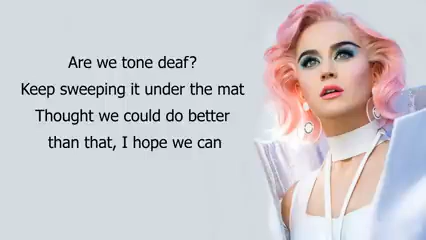 Are we tone deaf?
Keep sweeping it under the mat
Thought we could do better
than that, I hope we can